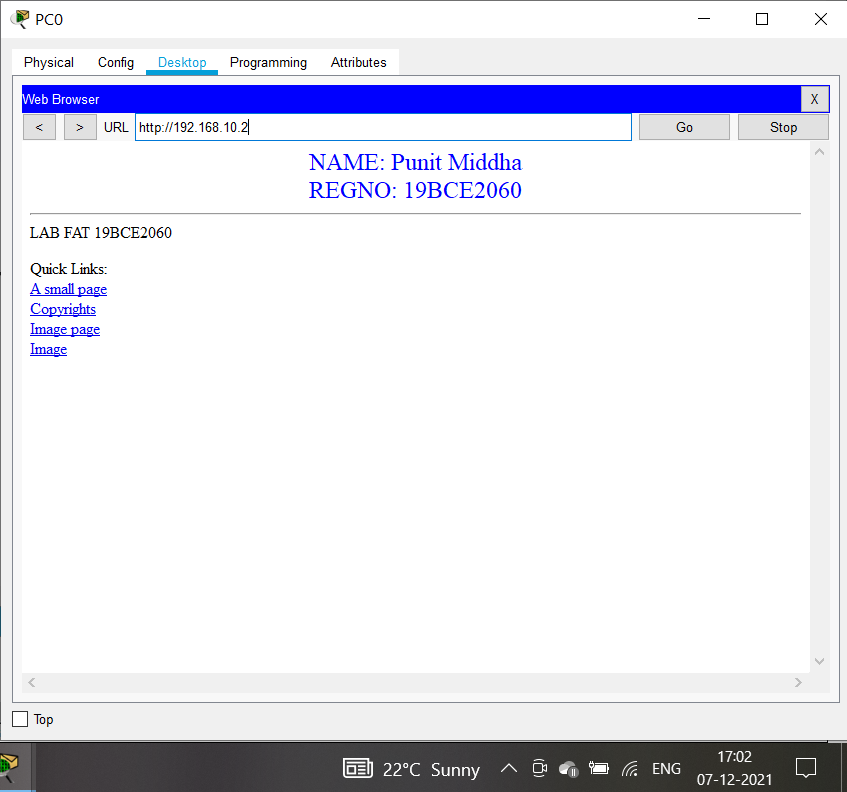 PC0
Physical Config Desktop Programming Attributes
Web Browser X
< > URL http://192.168.10.2 Go Stop
NAME: Punit Middha
REGNO: 19BCE2060
LAB FAT 19BCE2060
Quick Links:
A small page
Copyrights
Image page
Image
Top
22°C Sunny ENG 17:02
07-12-2021